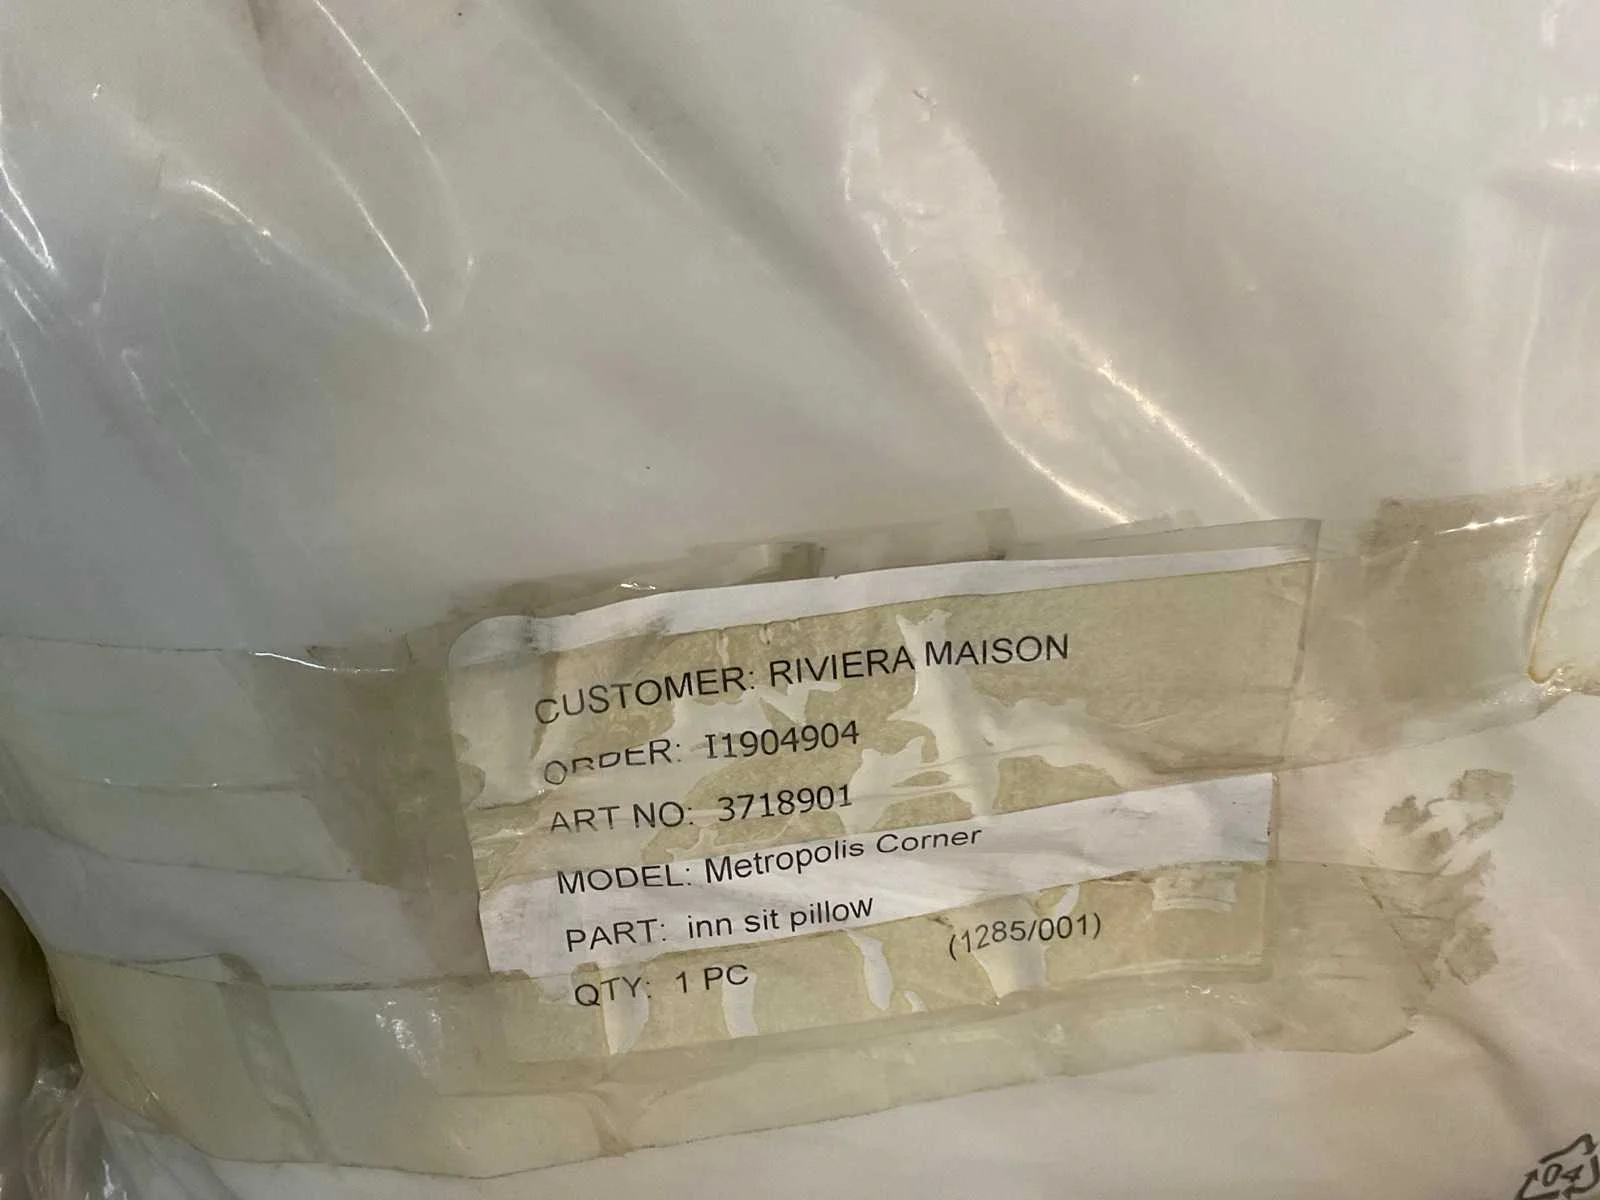 CUSTOMER: RIVIERA MAISON
ORDER: I1904904
ART NO: 3718901
MODEL: Metropolis Corner
PART: inn sit pillow
(1285/001)
QTY: 1 PC
04